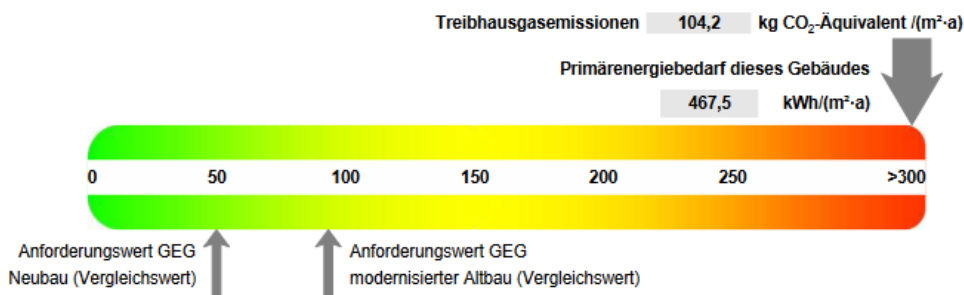 Treibhausgasemissionen 104,2 kg CO₂-Äquivalent /(m²·a)
Primärenergiebedarf dieses Gebäudes
467,5 kWh/(m²·a)
0 50 100 150 200 250 >300
Anforderungswert GEG
Neubau (Vergleichswert)
Anforderungswert GEG
modernisierter Altbau (Vergleichswert)